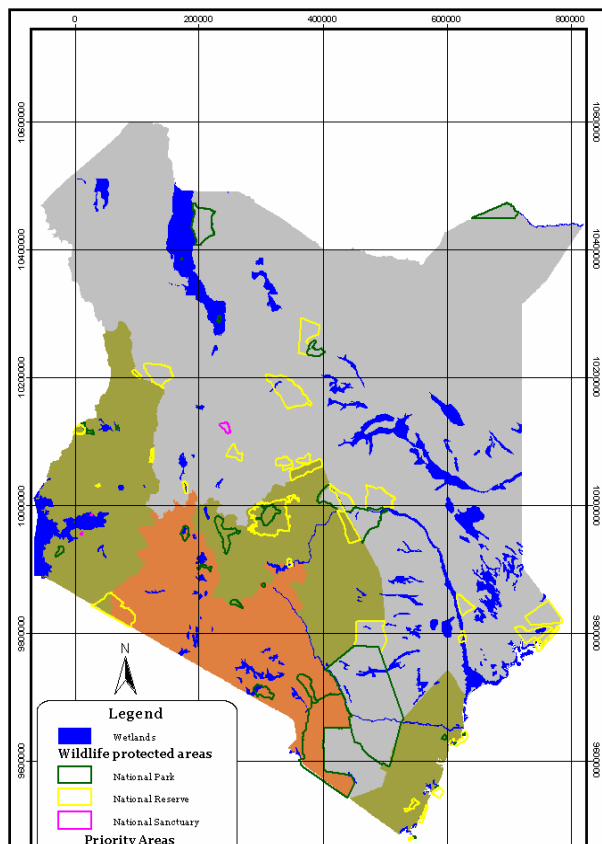 0 200000 400000 600000 800000
10600000 10600000
10400000 10400000
10200000 10200000
10000000 10000000
9800000 9800000
N
9600000 9600000
Legend
Wetlands
Wildlife protected areas
National Park
National Reserve
National Sanctuary
Priority Areas